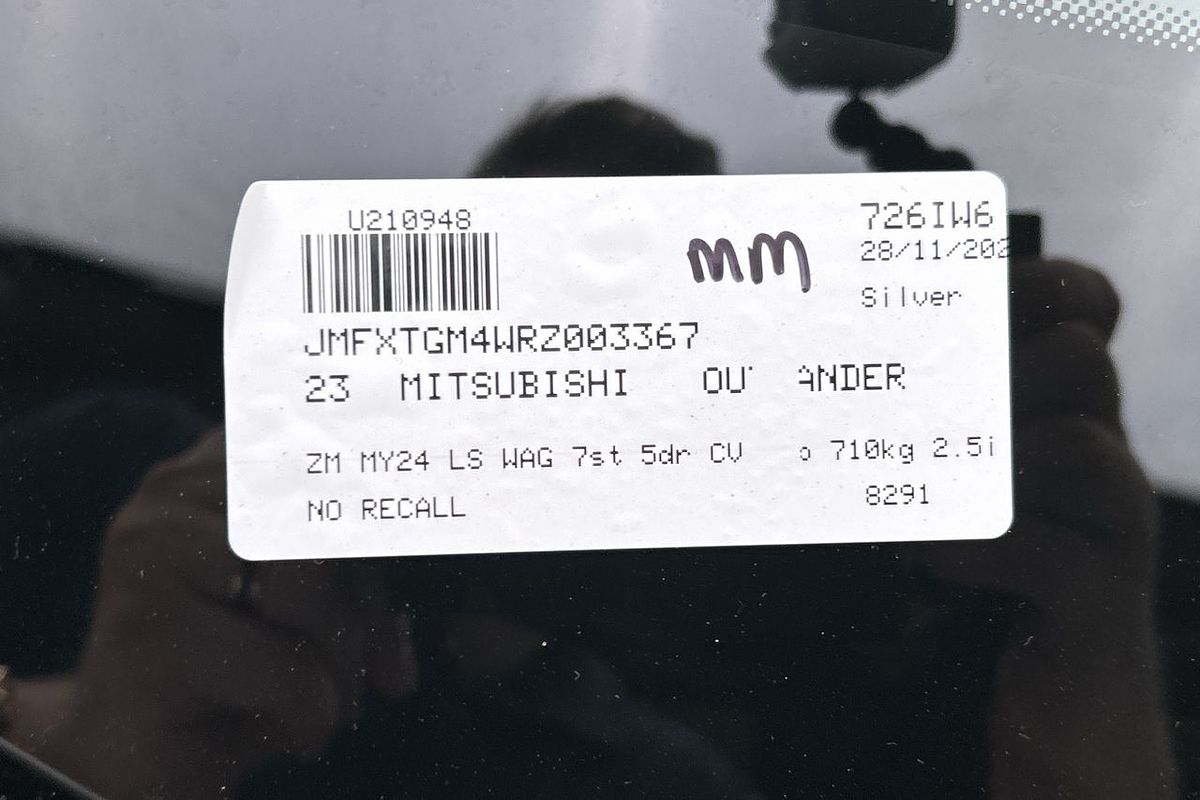 U210948
726IW6
mm
28/11/202
Silver
JMFXTGM4WRZ003367
23 MITSUBISHI
ZM MY24 LS WAG 7st 5dr CV 710kg 2.5i
NO RECALL
8291